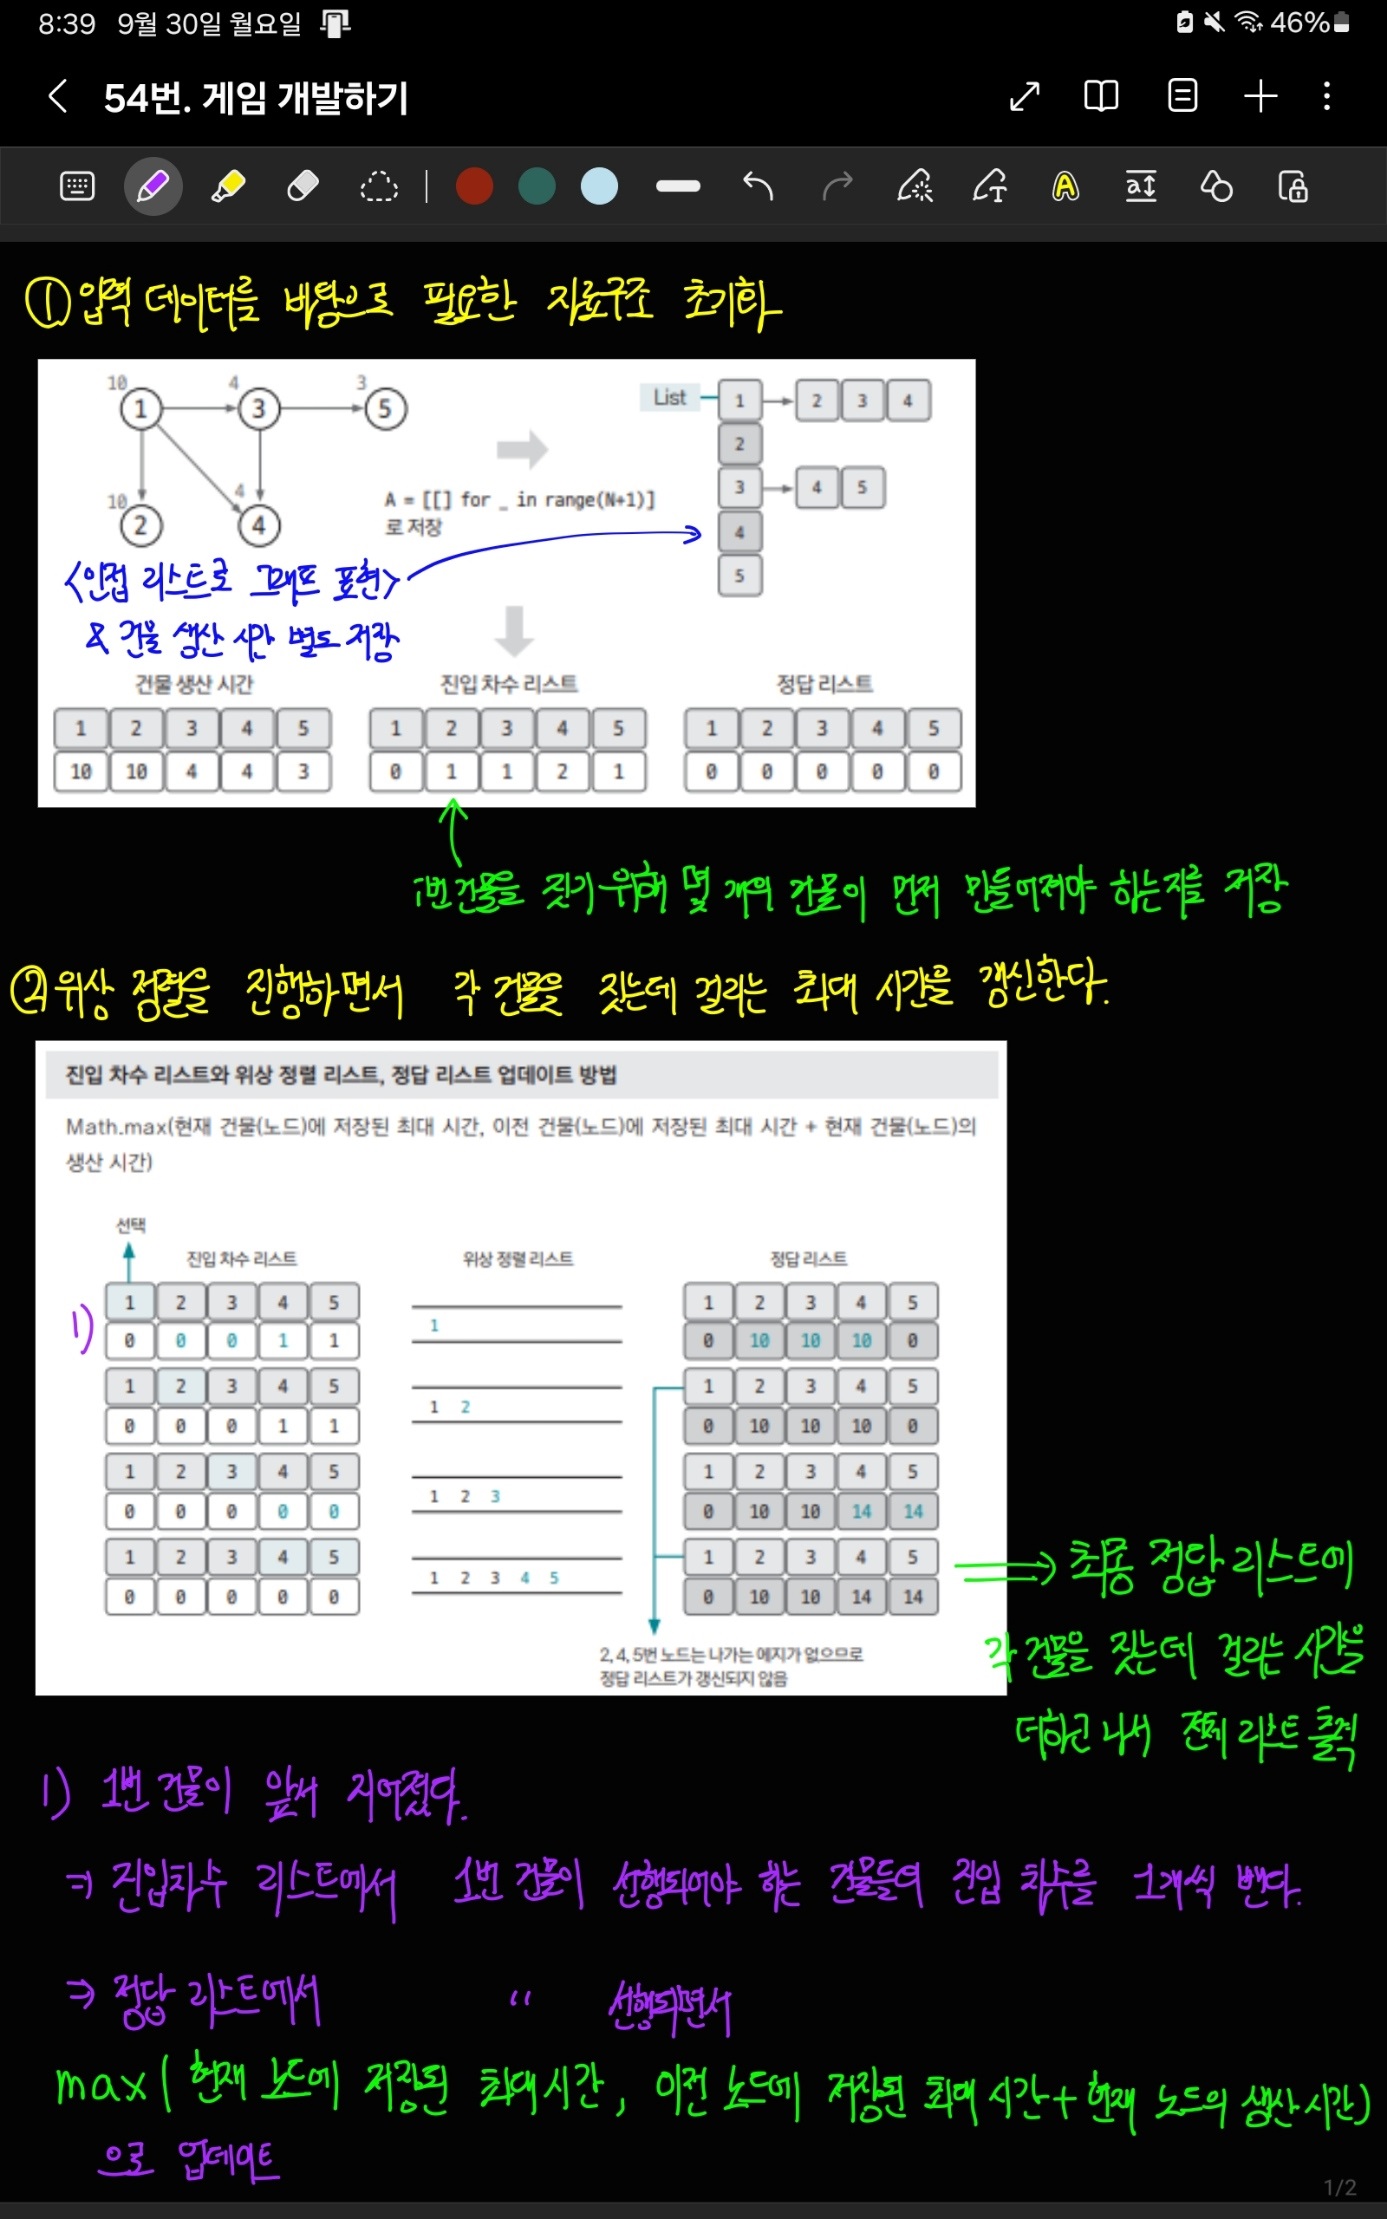 8:39 9월 30일 월요일 46%
54번. 게임 개발하기
①입력 데이터를 바탕으로 필요한 자료구조 초기화
10 4 3
1 3 5
10 4
2 4
A = [[] for _ in range(N+1)]
로 저장
List 1 2 3 4
2
3 4 5
4
5
<인접 리스트로 그래프 표현>
& 건물 생산 시간 별도 저장
건물 생산 시간 진입 차수 리스트 정답 리스트
1 2 3 4 5 1 2 3 4 5 1 2 3 4 5
10 10 4 4 3 0 1 1 2 1 0 0 0 0 0
i번 건물을 짓기 위해 몇 개의 건물이 먼저 만들어져야 하는지를 저장
②위상 정렬을 진행하면서 각 건물을 짓는데 걸리는 최대 시간을 갱신한다.
진입 차수 리스트와 위상 정렬 리스트, 정답 리스트 업데이트 방법
Math.max(현재 건물(노드)에 저장된 최대 시간, 이전 건물(노드)에 저장된 최대 시간 + 현재 건물(노드)의
생산 시간)
선택
진입 차수 리스트 위상 정렬 리스트 정답 리스트
1) 1 2 3 4 5 1 1 2 3 4 5
0 0 0 1 1 0 10 10 10 0
1 2 3 4 5 1 2 1 2 3 4 5
0 0 0 1 1 0 10 10 10 0
1 2 3 4 5 1 2 3 1 2 3 4 5
0 0 0 0 0 0 10 10 14 14
1 2 3 4 5 1 2 3 4 5 1 2 3 4 5
0 0 0 0 0 0 10 10 14 14
2, 4, 5번 노드는 나가는 에지가 없으므로
정답 리스트가 갱신되지 않음
⇒ 최종 정답 리스트에
각 건물을 짓는데 걸리는 시간을
더하고 나서 전체 리스트 출력
1) 1번 건물이 앞서 지어졌다.
⇒ 진입차수 리스트에서 1번 건물이 선행되어야 하는 건물들의 진입 차수를 1개씩 뺀다.
⇒ 정답 리스트에서 〃 선행되면서
max( 현재 노드에 저장된 최대 시간, 이전 노드에 저장된 최대 시간 + 현재 노드의 생산 시간)
으로 업데이트
1/2